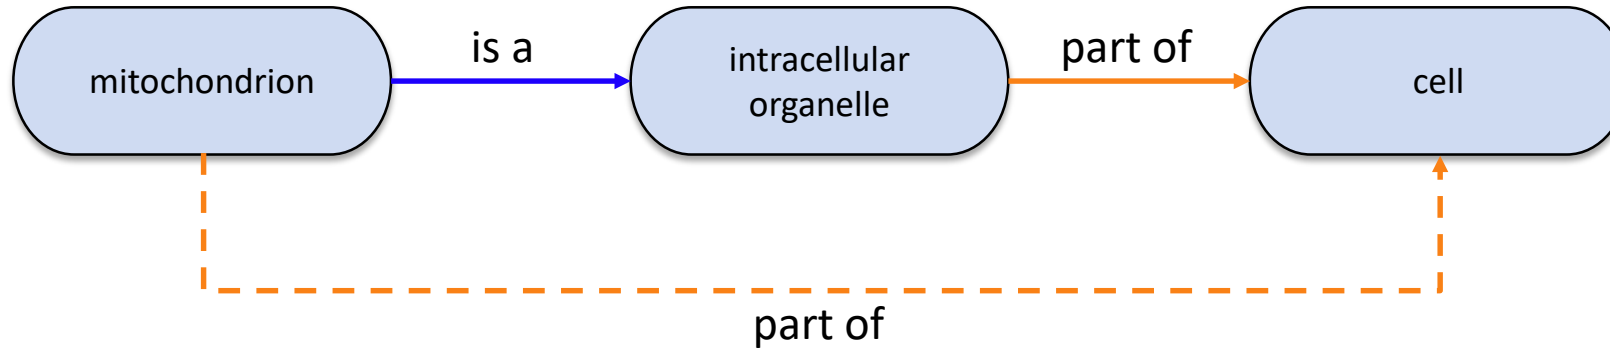 mitochondrion
is a
intracellular
organelle
part of
cell
part of